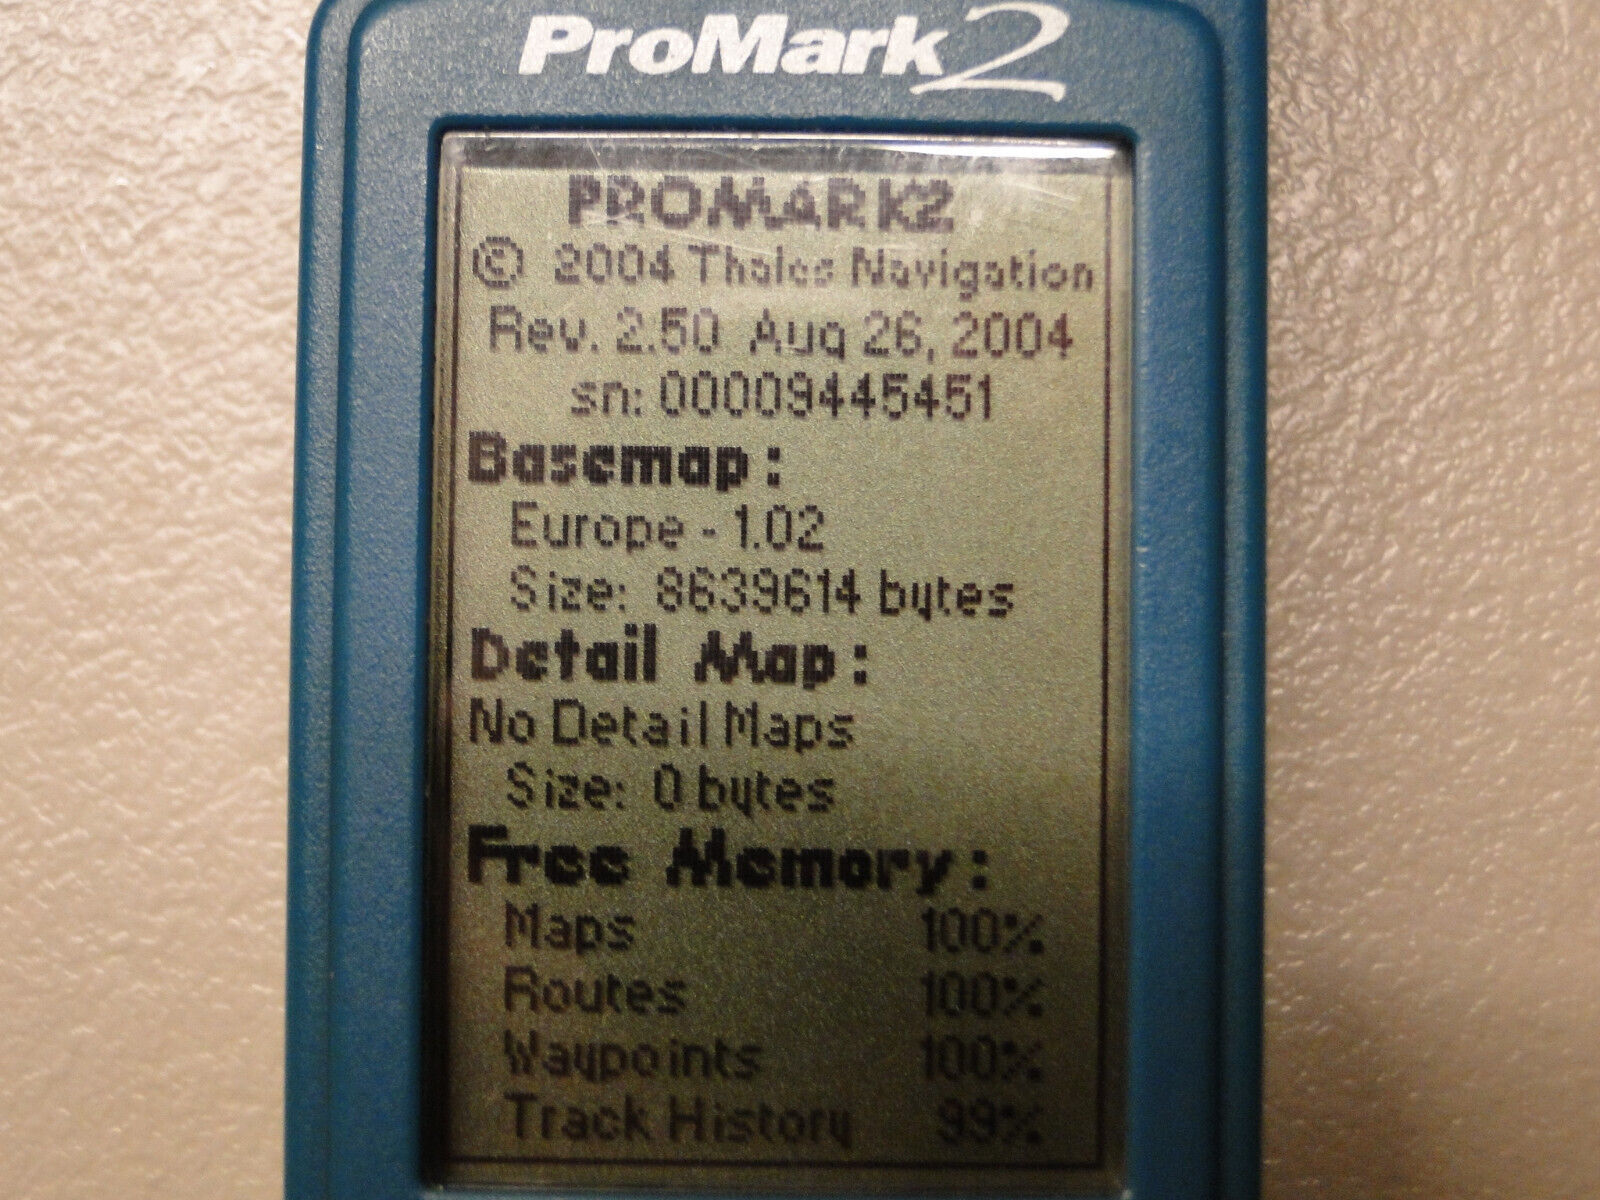 ProMark2
PROMARK2
© 2004 Thales Navigation
Rev. 2.50 Aug 26, 2004
sn: 00009445451
Basemap:
Europe - 1.02
Size: 8639614 bytes
Detail Map:
No Detail Maps
Size: 0 bytes
Free Memory:
Maps 100%
Routes 100%
Waypoints 100%
Track History 99%